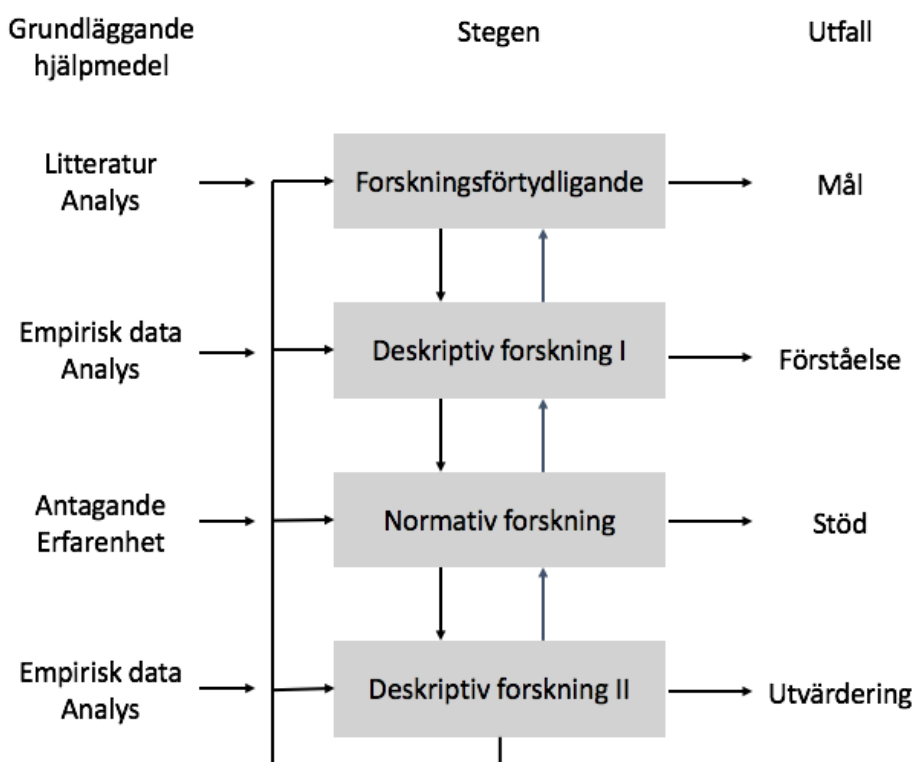 Grundläggande
hjälpmedel
Stegen
Utfall
Litteratur
Analys
Forskningsförtydligande
Mål
Empirisk data
Analys
Deskriptiv forskning I
Förståelse
Antagande
Erfarenhet
Normativ forskning
Stöd
Empirisk data
Analys
Deskriptiv forskning II
Utvärdering